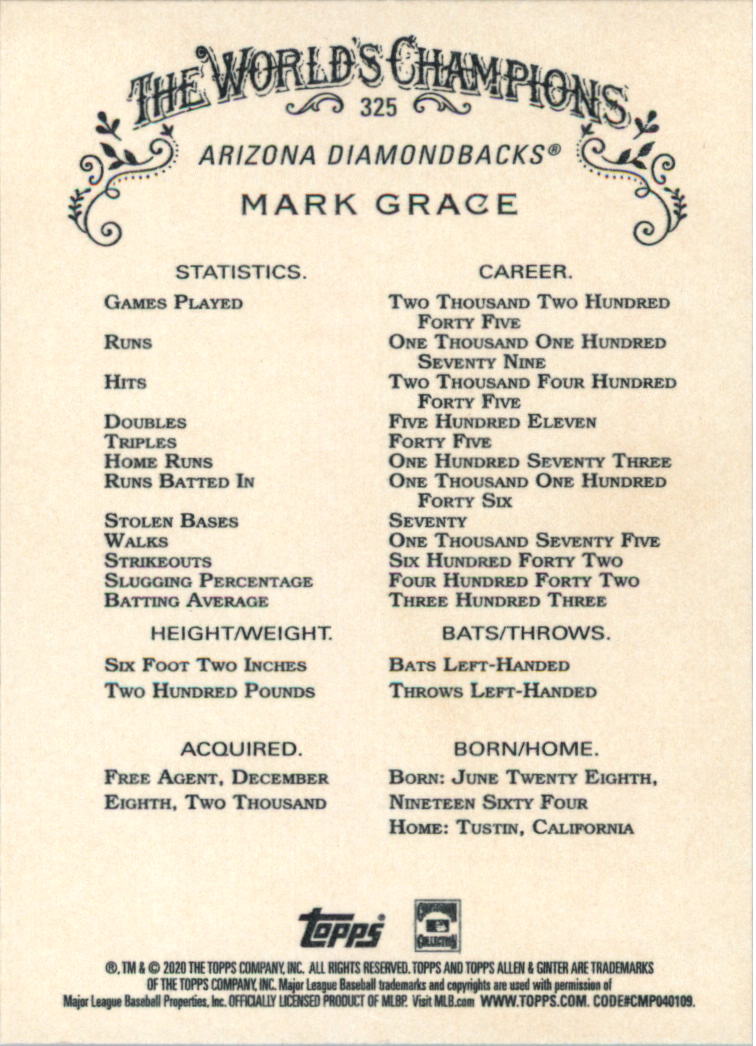 THE WORLD'S CHAMPIONS
325
ARIZONA DIAMONDBACKS®
MARK GRACE
STATISTICS. CAREER.
GAMES PLAYED TWO THOUSAND TWO HUNDRED
FORTY FIVE
RUNS ONE THOUSAND ONE HUNDRED
SEVENTY NINE
HITS TWO THOUSAND FOUR HUNDRED
FORTY FIVE
DOUBLES FIVE HUNDRED ELEVEN
TRIPLES FORTY FIVE
HOME RUNS ONE HUNDRED SEVENTY THREE
RUNS BATTED IN ONE THOUSAND ONE HUNDRED
FORTY SIX
STOLEN BASES SEVENTY
WALKS ONE THOUSAND SEVENTY FIVE
STRIKEOUTS SIX HUNDRED FORTY TWO
SLUGGING PERCENTAGE FOUR HUNDRED FORTY TWO
BATTING AVERAGE THREE HUNDRED THREE
HEIGHT/WEIGHT. BATS/THROWS.
SIX FOOT TWO INCHES BATS LEFT-HANDED
TWO HUNDRED POUNDS THROWS LEFT-HANDED
ACQUIRED. BORN/HOME.
FREE AGENT, DECEMBER BORN: JUNE TWENTY EIGHTH,
EIGHTH, TWO THOUSAND NINETEEN SIXTY FOUR
HOME: TUSTIN, CALIFORNIA
Topps® COOPERSTOWN
COLLECTION
®, TM & © 2020 THE TOPPS COMPANY, INC. ALL RIGHTS RESERVED. TOPPS AND TOPPS ALLEN & GINTER ARE TRADEMARKS
OF THE TOPPS COMPANY, INC. Major League Baseball trademarks and copyrights are used with permission of
Major League Baseball Properties, Inc. OFFICIALLY LICENSED PRODUCT OF MLBP. Visit MLB.com WWW.TOPPS.COM. CODE#CMP040109.